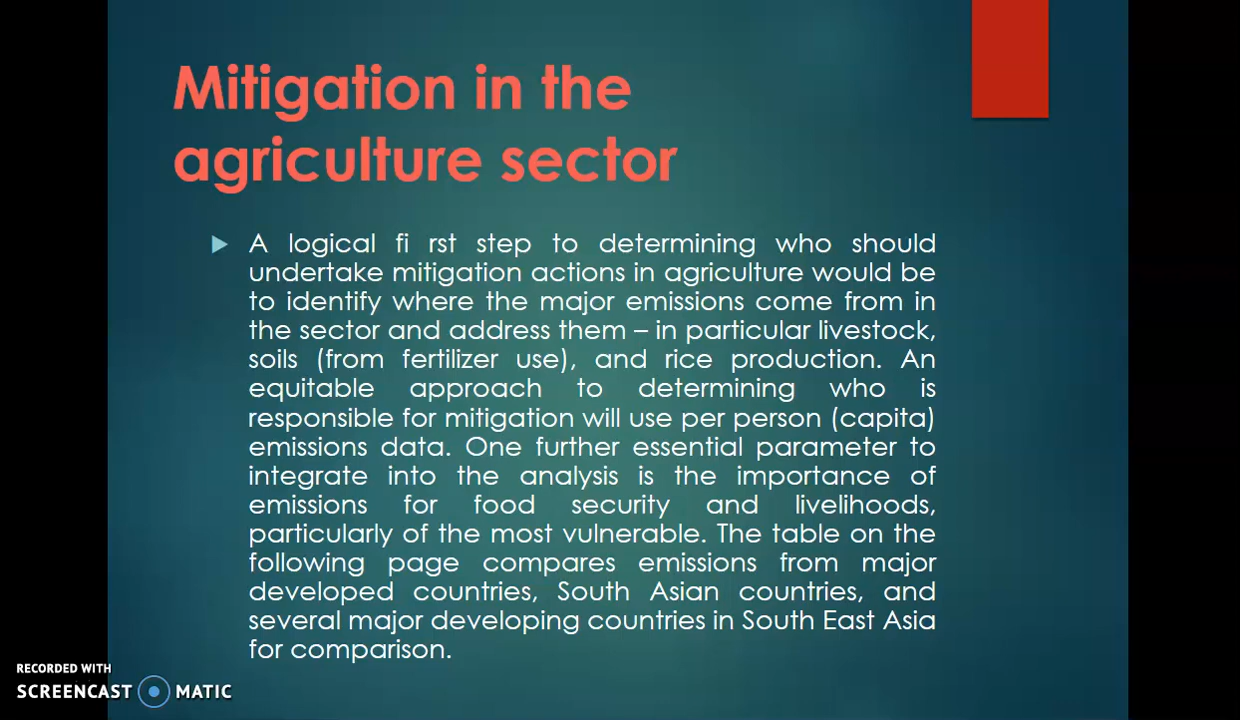 Mitigation in the
agriculture sector
A logical fi rst step to determining who should
undertake mitigation actions in agriculture would be
to identify where the major emissions come from in
the sector and address them – in particular livestock,
soils (from fertilizer use), and rice production. An
equitable approach to determining who is
responsible for mitigation will use per person (capita)
emissions data. One further essential parameter to
integrate into the analysis is the importance of
emissions for food security and livelihoods,
particularly of the most vulnerable. The table on the
following page compares emissions from major
developed countries, South Asian countries, and
several major developing countries in South East Asia
for comparison.
RECORDED WITH
SCREENCAST MATIC